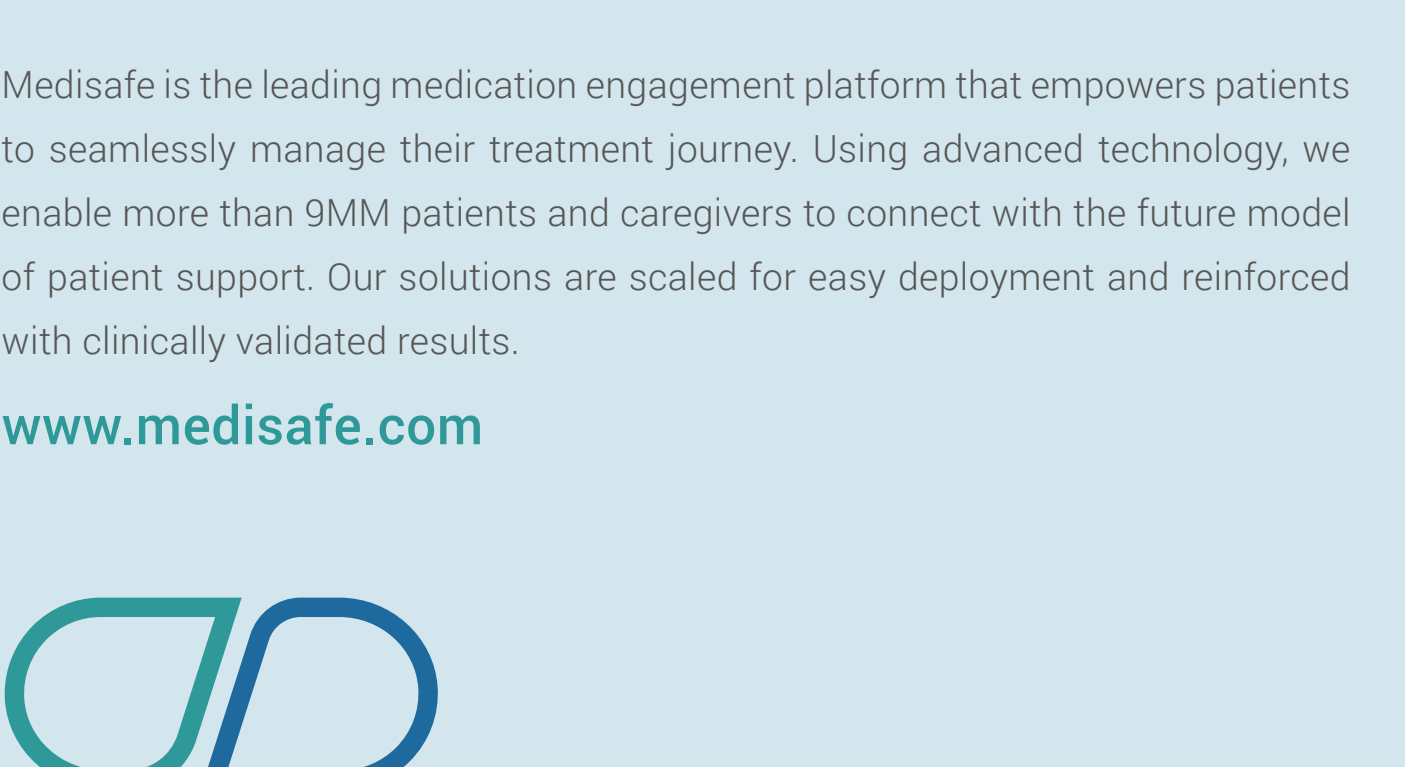 Medisafe is the leading medication engagement platform that empowers patients
to seamlessly manage their treatment journey. Using advanced technology, we
enable more than 9MM patients and caregivers to connect with the future model
of patient support. Our solutions are scaled for easy deployment and reinforced
with clinically validated results.
www.medisafe.com